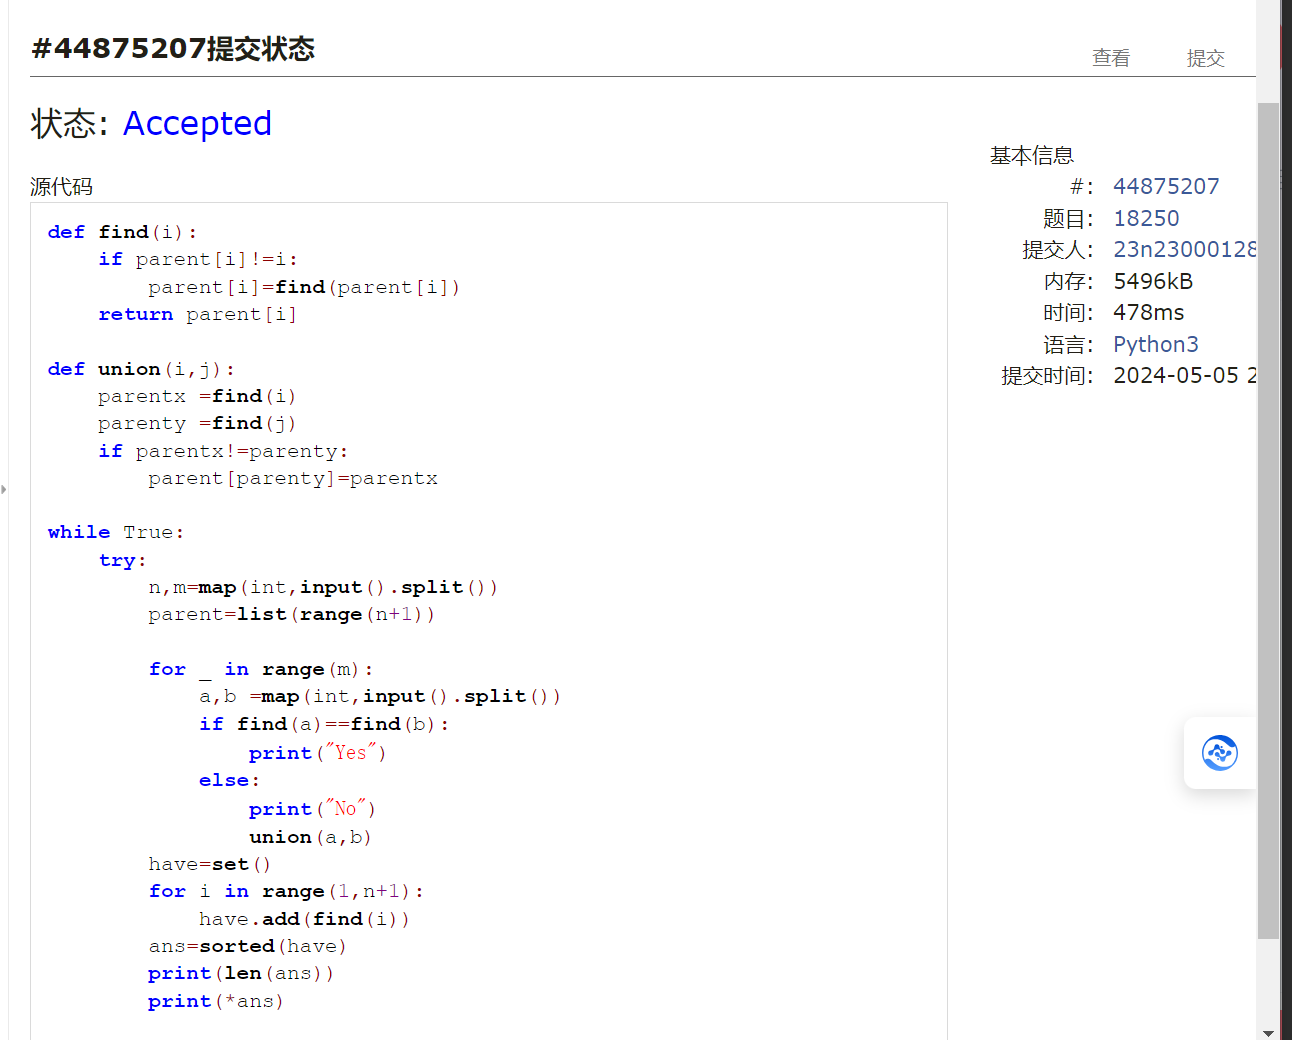 #44875207提交状态
查看 提交
状态: Accepted
源代码
def find(i):
    if parent[i]!=i:
        parent[i]=find(parent[i])
    return parent[i]

def union(i,j):
    parentx =find(i)
    parenty =find(j)
    if parentx!=parenty:
        parent[parenty]=parentx

while True:
    try:
        n,m=map(int,input().split())
        parent=list(range(n+1))

        for _ in range(m):
            a,b =map(int,input().split())
            if find(a)==find(b):
                print("Yes")
            else:
                print("No")
                union(a,b)
        have=set()
        for i in range(1,n+1):
            have.add(find(i))
        ans=sorted(have)
        print(len(ans))
        print(*ans)
基本信息
#: 44875207
题目: 18250
提交人: 23n23000128
内存: 5496kB
时间: 478ms
语言: Python3
提交时间: 2024-05-05 2